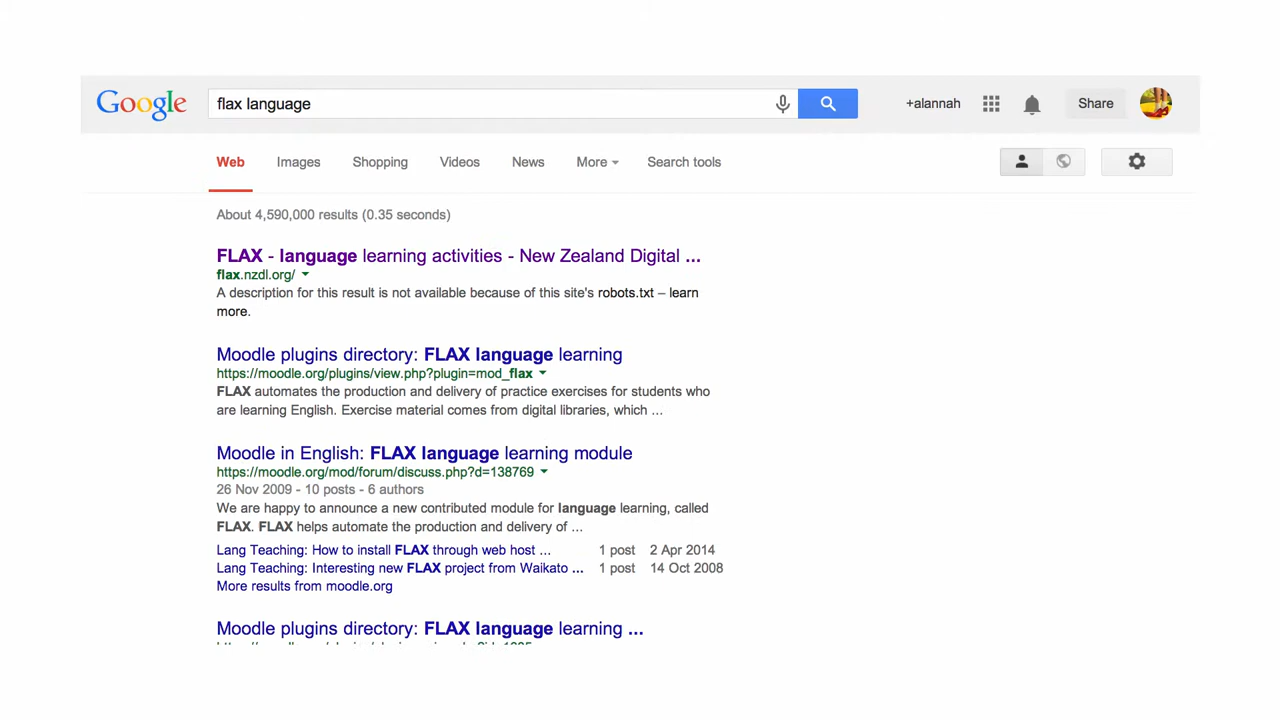 Google flax language +alannah Share
Web Images Shopping Videos News More Search tools
About 4,590,000 results (0.35 seconds)
FLAX - language learning activities - New Zealand Digital ...
flax.nzdl.org/
A description for this result is not available because of this site's robots.txt – learn
more.
Moodle plugins directory: FLAX language learning
https://moodle.org/plugins/view.php?plugin=mod_flax
FLAX automates the production and delivery of practice exercises for students who
are learning English. Exercise material comes from digital libraries, which ...
Moodle in English: FLAX language learning module
https://moodle.org/mod/forum/discuss.php?d=138769
26 Nov 2009 - 10 posts - 6 authors
We are happy to announce a new contributed module for language learning, called
FLAX. FLAX helps automate the production and delivery of ...
Lang Teaching: How to install FLAX through web host ... 1 post 2 Apr 2014
Lang Teaching: Interesting new FLAX project from Waikato ... 1 post 14 Oct 2008
More results from moodle.org
Moodle plugins directory: FLAX language learning ...